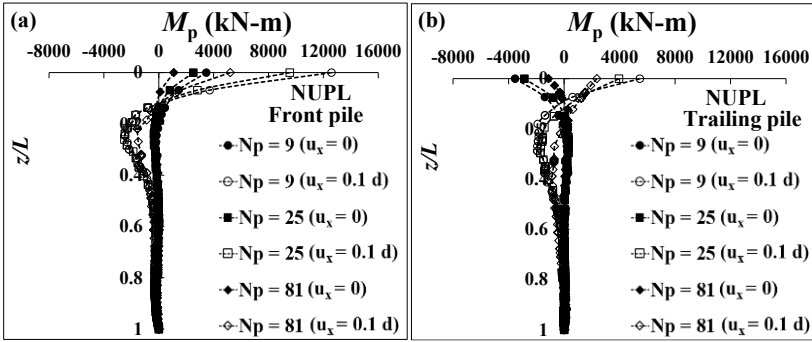 (a)
Mp (kN-m)
-8000 -4000 0 4000 8000 12000 16000
0
0.4
0.6
0.8
1
z/L
NUPL
Front pile
Np = 9 (ux = 0)
Np = 9 (ux = 0.1 d)
Np = 25 (ux = 0)
Np = 25 (ux = 0.1 d)
Np = 81 (ux = 0)
Np = 81 (ux = 0.1 d)
(b)
Mp (kN-m)
-8000 -4000 0 4000 8000 12000 16000
0.4
0.6
0.8
1
z/L
NUPL
Trailing pile
Np = 9 (ux = 0)
Np = 9 (ux = 0.1 d)
Np = 25 (ux = 0)
Np = 25 (ux = 0.1 d)
Np = 81 (ux = 0)
Np = 81 (ux = 0.1 d)